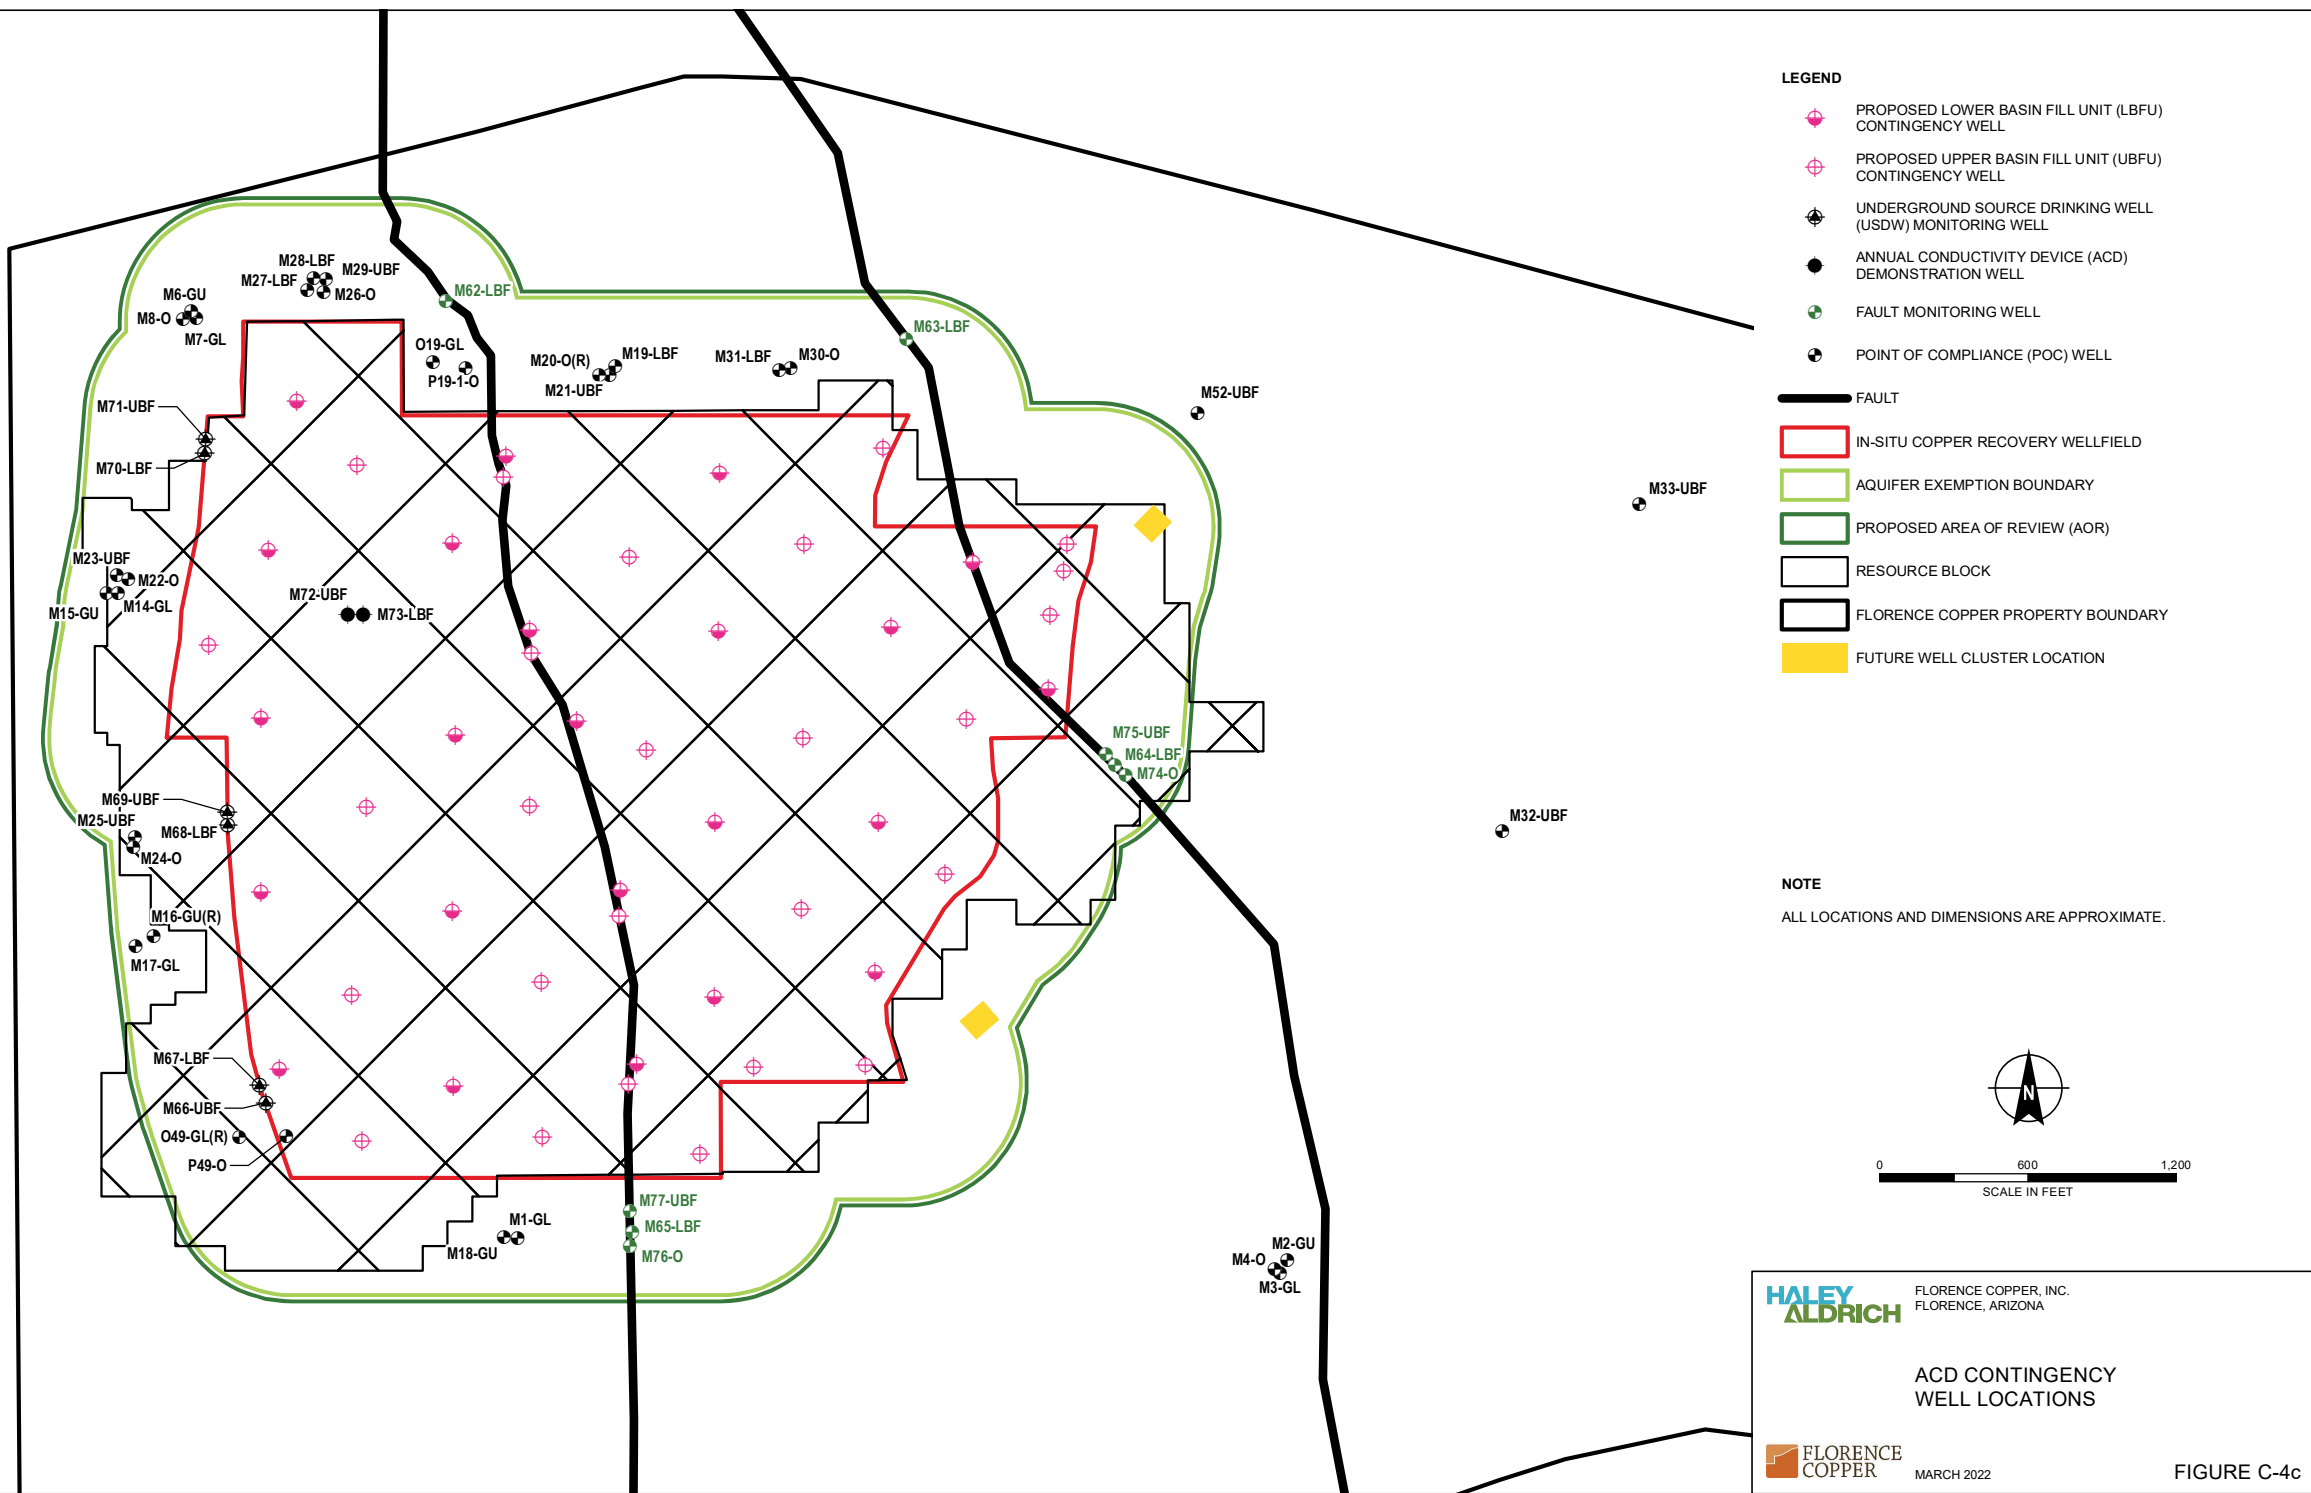 LEGEND
PROPOSED LOWER BASIN FILL UNIT (LBFU)
CONTINGENCY WELL
PROPOSED UPPER BASIN FILL UNIT (UBFU)
CONTINGENCY WELL
UNDERGROUND SOURCE DRINKING WELL
(USDW) MONITORING WELL
ANNUAL CONDUCTIVITY DEVICE (ACD)
DEMONSTRATION WELL
FAULT MONITORING WELL
POINT OF COMPLIANCE (POC) WELL
FAULT
IN-SITU COPPER RECOVERY WELLFIELD
AQUIFER EXEMPTION BOUNDARY
PROPOSED AREA OF REVIEW (AOR)
RESOURCE BLOCK
FLORENCE COPPER PROPERTY BOUNDARY
FUTURE WELL CLUSTER LOCATION
M28-LBF
M29-UBF
M27-LBF
M26-O
M6-GU
M8-O
M7-GL
M62-LBF
M63-LBF
O19-GL
P19-1-O
M20-O(R)
M19-LBF
M21-UBF
M31-LBF
M30-O
M52-UBF
M33-UBF
M71-UBF
M70-LBF
M23-UBF
M22-O
M15-GU
M14-GL
M72-UBF
M73-LBF
M75-UBF
M64-LBF
M74-O
M69-UBF
M25-UBF
M68-LBF
M24-O
M32-UBF
M16-GU(R)
M17-GL
M67-LBF
M66-UBF
O49-GL(R)
P49-O
M77-UBF
M65-LBF
M76-O
M1-GL
M18-GU
M2-GU
M4-O
M3-GL
NOTE
ALL LOCATIONS AND DIMENSIONS ARE APPROXIMATE.
N
0 600 1,200
SCALE IN FEET
HALEY
ALDRICH
FLORENCE COPPER, INC.
FLORENCE, ARIZONA
ACD CONTINGENCY
WELL LOCATIONS
FLORENCE
COPPER
MARCH 2022
FIGURE C-4c